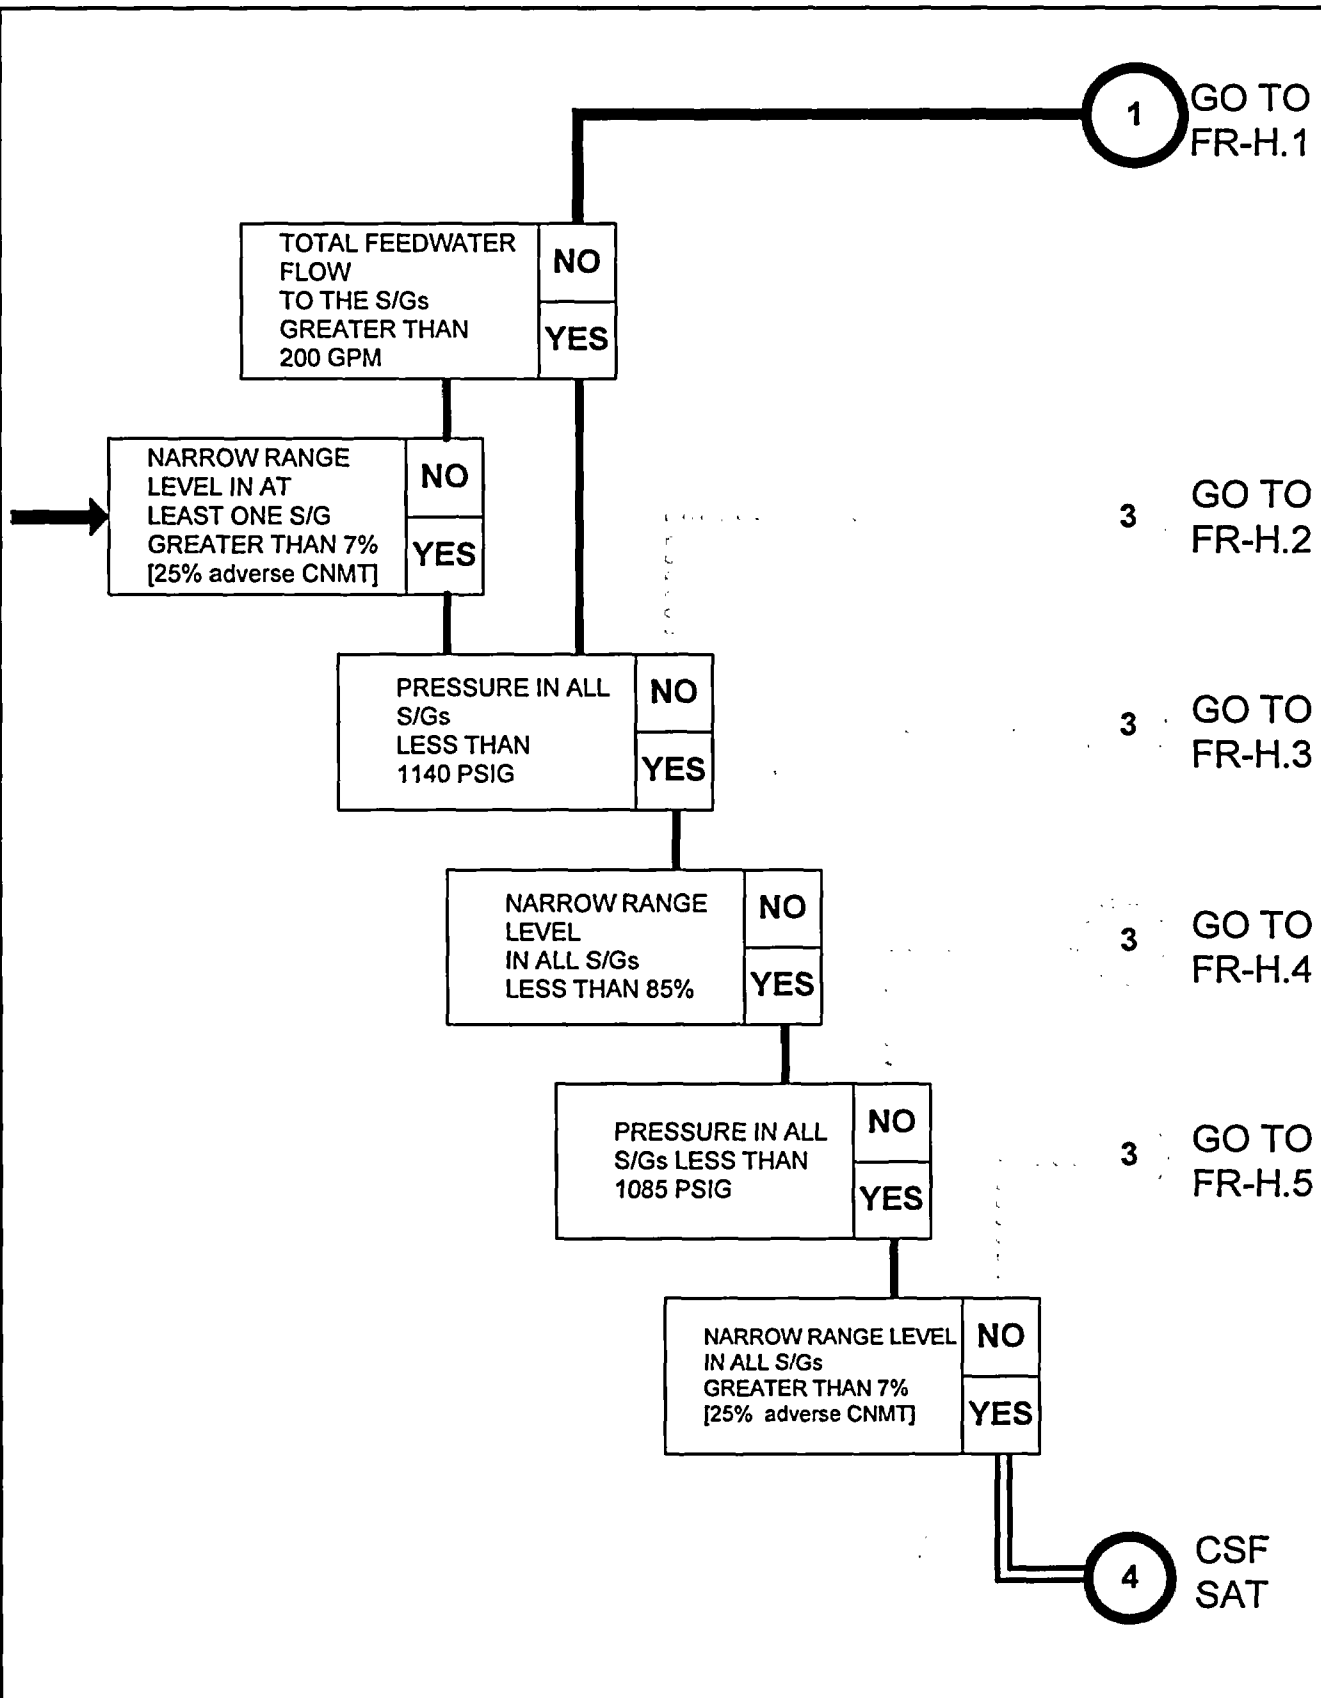 1
GO TO
FR-H.1
TOTAL FEEDWATER
FLOW
TO THE S/Gs
GREATER THAN
200 GPM
NO
YES
NARROW RANGE
LEVEL IN AT
LEAST ONE S/G
GREATER THAN 7%
[25% adverse CNMT]
NO
YES
3
GO TO
FR-H.2
PRESSURE IN ALL
S/Gs
LESS THAN
1140 PSIG
NO
YES
3
GO TO
FR-H.3
NARROW RANGE
LEVEL
IN ALL S/Gs
LESS THAN 85%
NO
YES
3
GO TO
FR-H.4
PRESSURE IN ALL
S/Gs LESS THAN
1085 PSIG
NO
YES
3
GO TO
FR-H.5
NARROW RANGE LEVEL
IN ALL S/Gs
GREATER THAN 7%
[25% adverse CNMT]
NO
YES
4
CSF
SAT